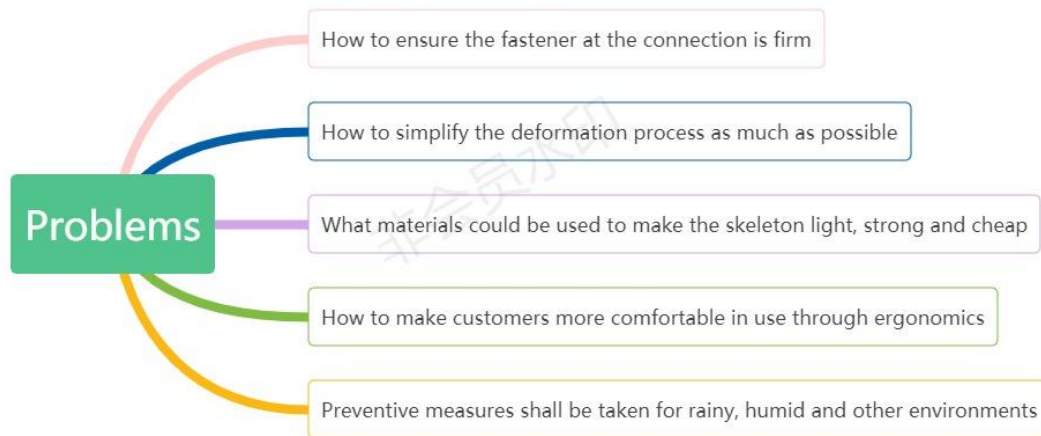 How to ensure the fastener at the connection is firm
How to simplify the deformation process as much as possible
Problems
What materials could be used to make the skeleton light, strong and cheap
How to make customers more comfortable in use through ergonomics
Preventive measures shall be taken for rainy, humid and other environments
非会员水印